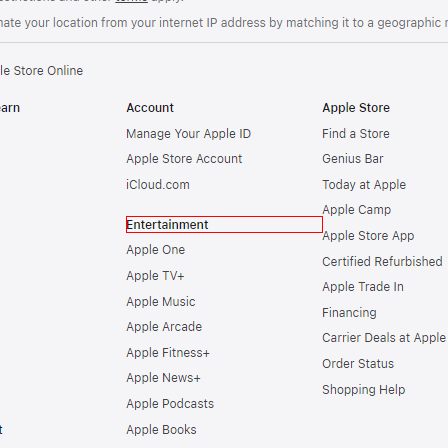 terms apply.
your location from your internet IP address by matching it to a geographic
Store Online
Account
Manage Your Apple ID
Apple Store Account
iCloud.com
Entertainment
Apple One
Apple TV+
Apple Music
Apple Arcade
Apple Fitness+
Apple News+
Apple Podcasts
Apple Books
Apple Store
Find a Store
Genius Bar
Today at Apple
Apple Camp
Apple Store App
Certified Refurbished
Apple Trade In
Financing
Carrier Deals at Apple
Order Status
Shopping Help